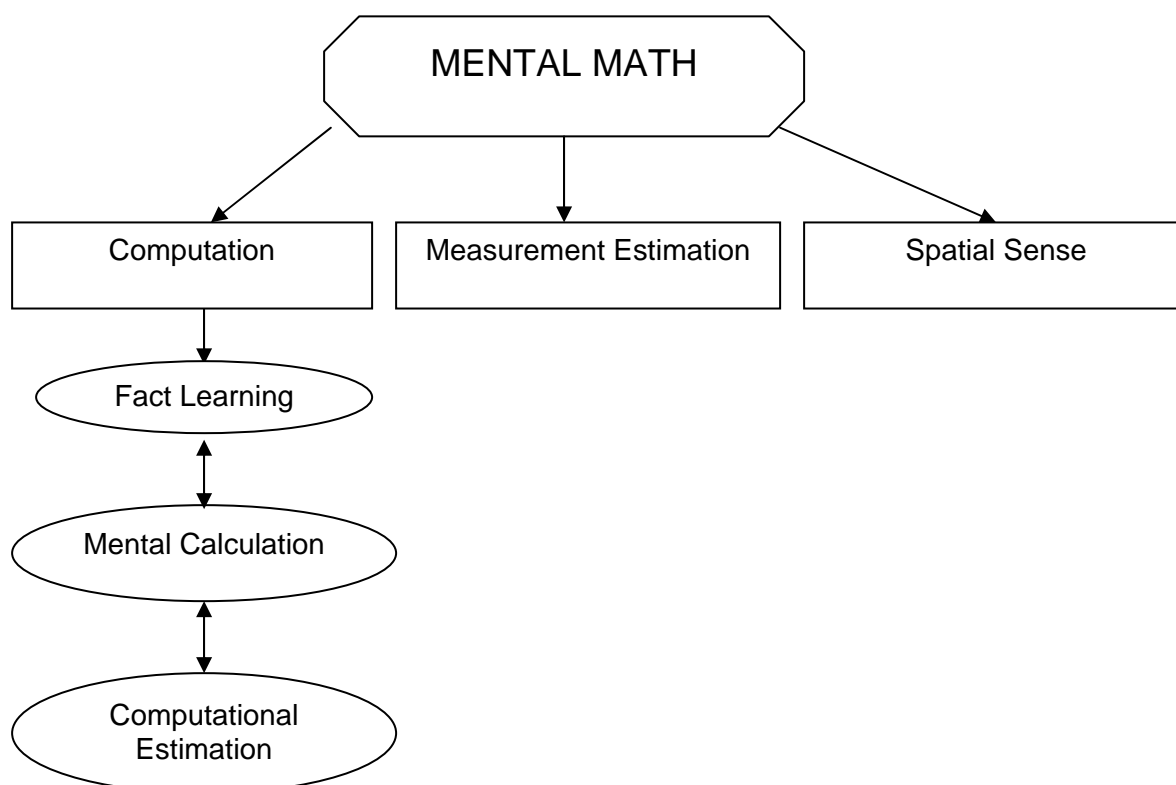 MENTAL MATH
Computation
Measurement Estimation
Spatial Sense
Fact Learning
Mental Calculation
Computational
Estimation